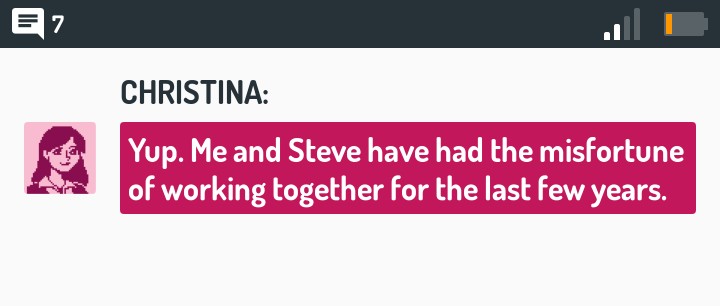 7
CHRISTINA:
Yup. Me and Steve have had the misfortune
of working together for the last few years.